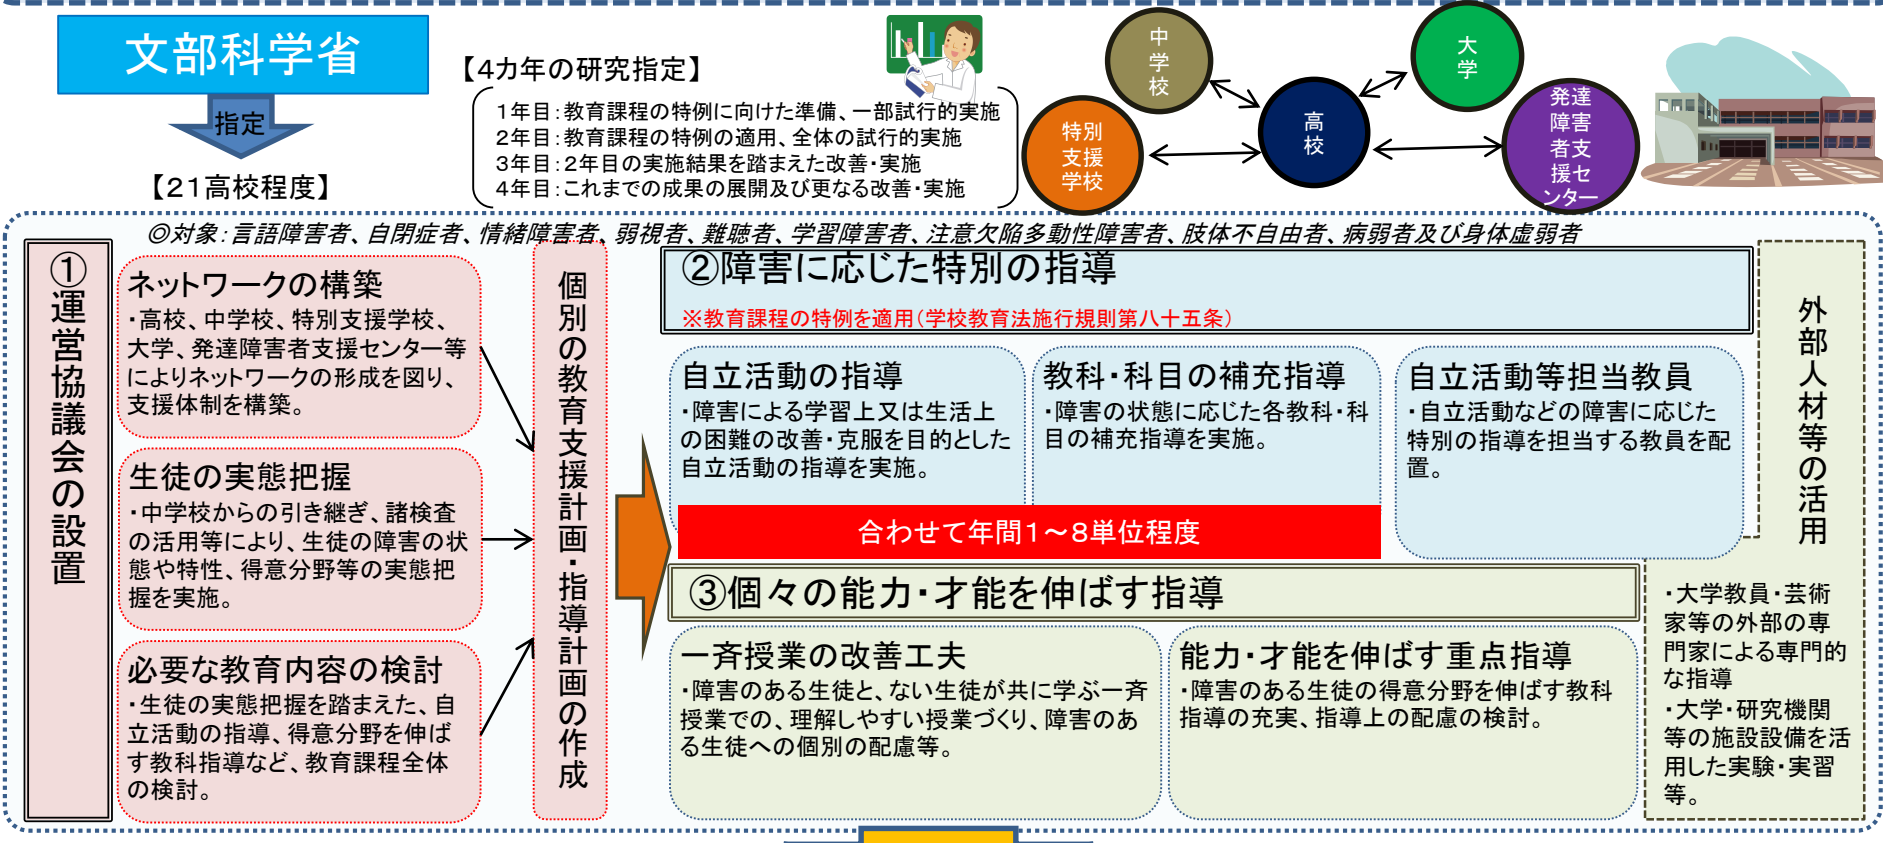 文部科学省
指定
【21高校程度】
【4カ年の研究指定】
1年目：教育課程の特例に向けた準備、一部試行的実施
2年目：教育課程の特例の適用、全体の試行的実施
3年目：2年目の実施結果を踏まえた改善・実施
4年目：これまでの成果の展開及び更なる改善・実施
中
学
校
大
学
特別
支援
学校
高
校
発達
障害
者支
援セ
ンター
◎対象：言語障害者、自閉症者、情緒障害者、弱視者、難聴者、学習障害者、注意欠陥多動性障害者、肢体不自由者、病弱者及び身体虚弱者
①運営協議会の設置
ネットワークの構築
・高校、中学校、特別支援学校、
大学、発達障害者支援センター等
によりネットワークの形成を図り、
支援体制を構築。
生徒の実態把握
・中学校からの引き継ぎ、諸検査
の活用等により、生徒の障害の状
態や特性、得意分野等の実態把
握を実施。
必要な教育内容の検討
・生徒の実態把握を踏まえた、自
立活動の指導、得意分野を伸ば
す教科指導など、教育課程全体
の検討。
個別の教育支援計画・指導計画の作成
②障害に応じた特別の指導
※教育課程の特例を適用（学校教育法施行規則第八十五条）
自立活動の指導
・障害による学習上又は生活上
の困難の改善・克服を目的とした
自立活動の指導を実施。
教科・科目の補充指導
・障害の状態に応じた各教科・科
目の補充指導を実施。
自立活動等担当教員
・自立活動などの障害に応じた
特別の指導を担当する教員を配
置。
合わせて年間1～8単位程度
③個々の能力・才能を伸ばす指導
一斉授業の改善工夫
・障害のある生徒と、ない生徒が共に学ぶ一斉
授業での、理解しやすい授業づくり、障害のあ
る生徒への個別の配慮等。
能力・才能を伸ばす重点指導
・障害のある生徒の得意分野を伸ばす教科
指導の充実、指導上の配慮の検討。
外部人材等の活用
・大学教員・芸術
家等の外部の専
門家による専門的
な指導
・大学・研究機関
等の施設設備を活
用した実験・実習
等。